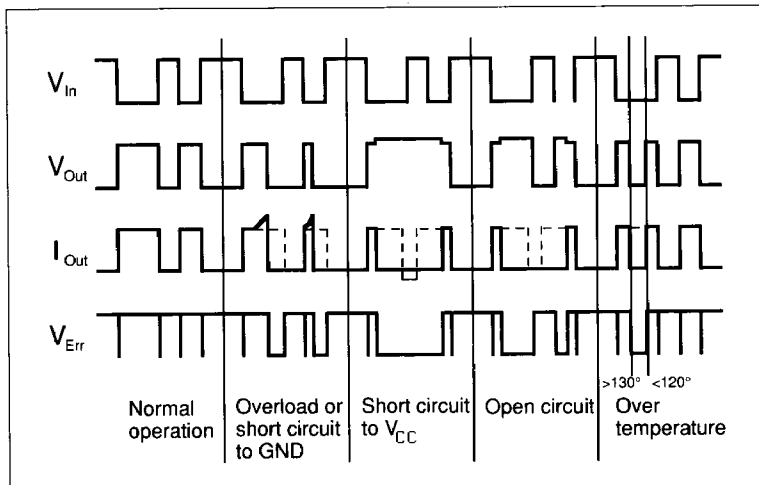 V_In
V_Out
I_Out
V_Err
>130° <120°
Normal operation
Overload or short circuit to GND
Short circuit to V_CC
Open circuit
Over temperature